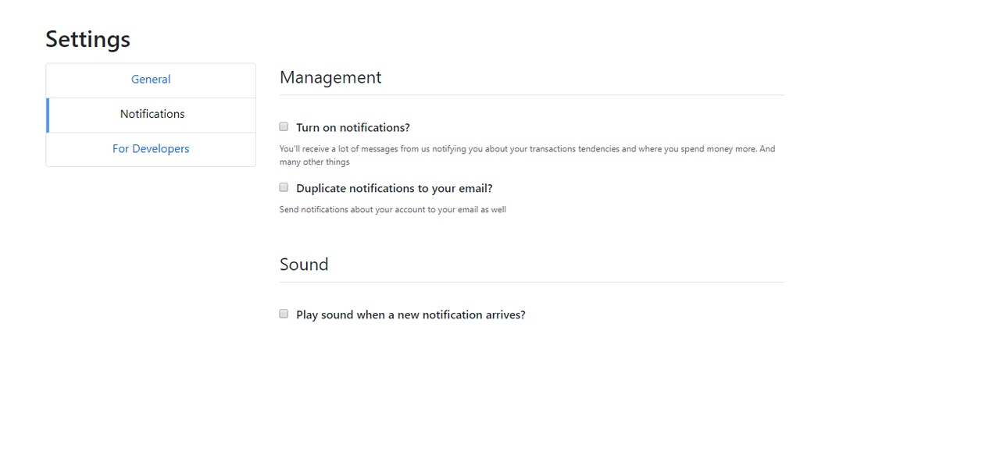 Settings
General
Notifications
For Developers
Management
Turn on notifications?
You'll receive a lot of messages from us notifying you about your transactions tendencies and where you spend money more. And
many other things
Duplicate notifications to your email?
Send notifications about your account to your email as well
Sound
Play sound when a new notification arrives?